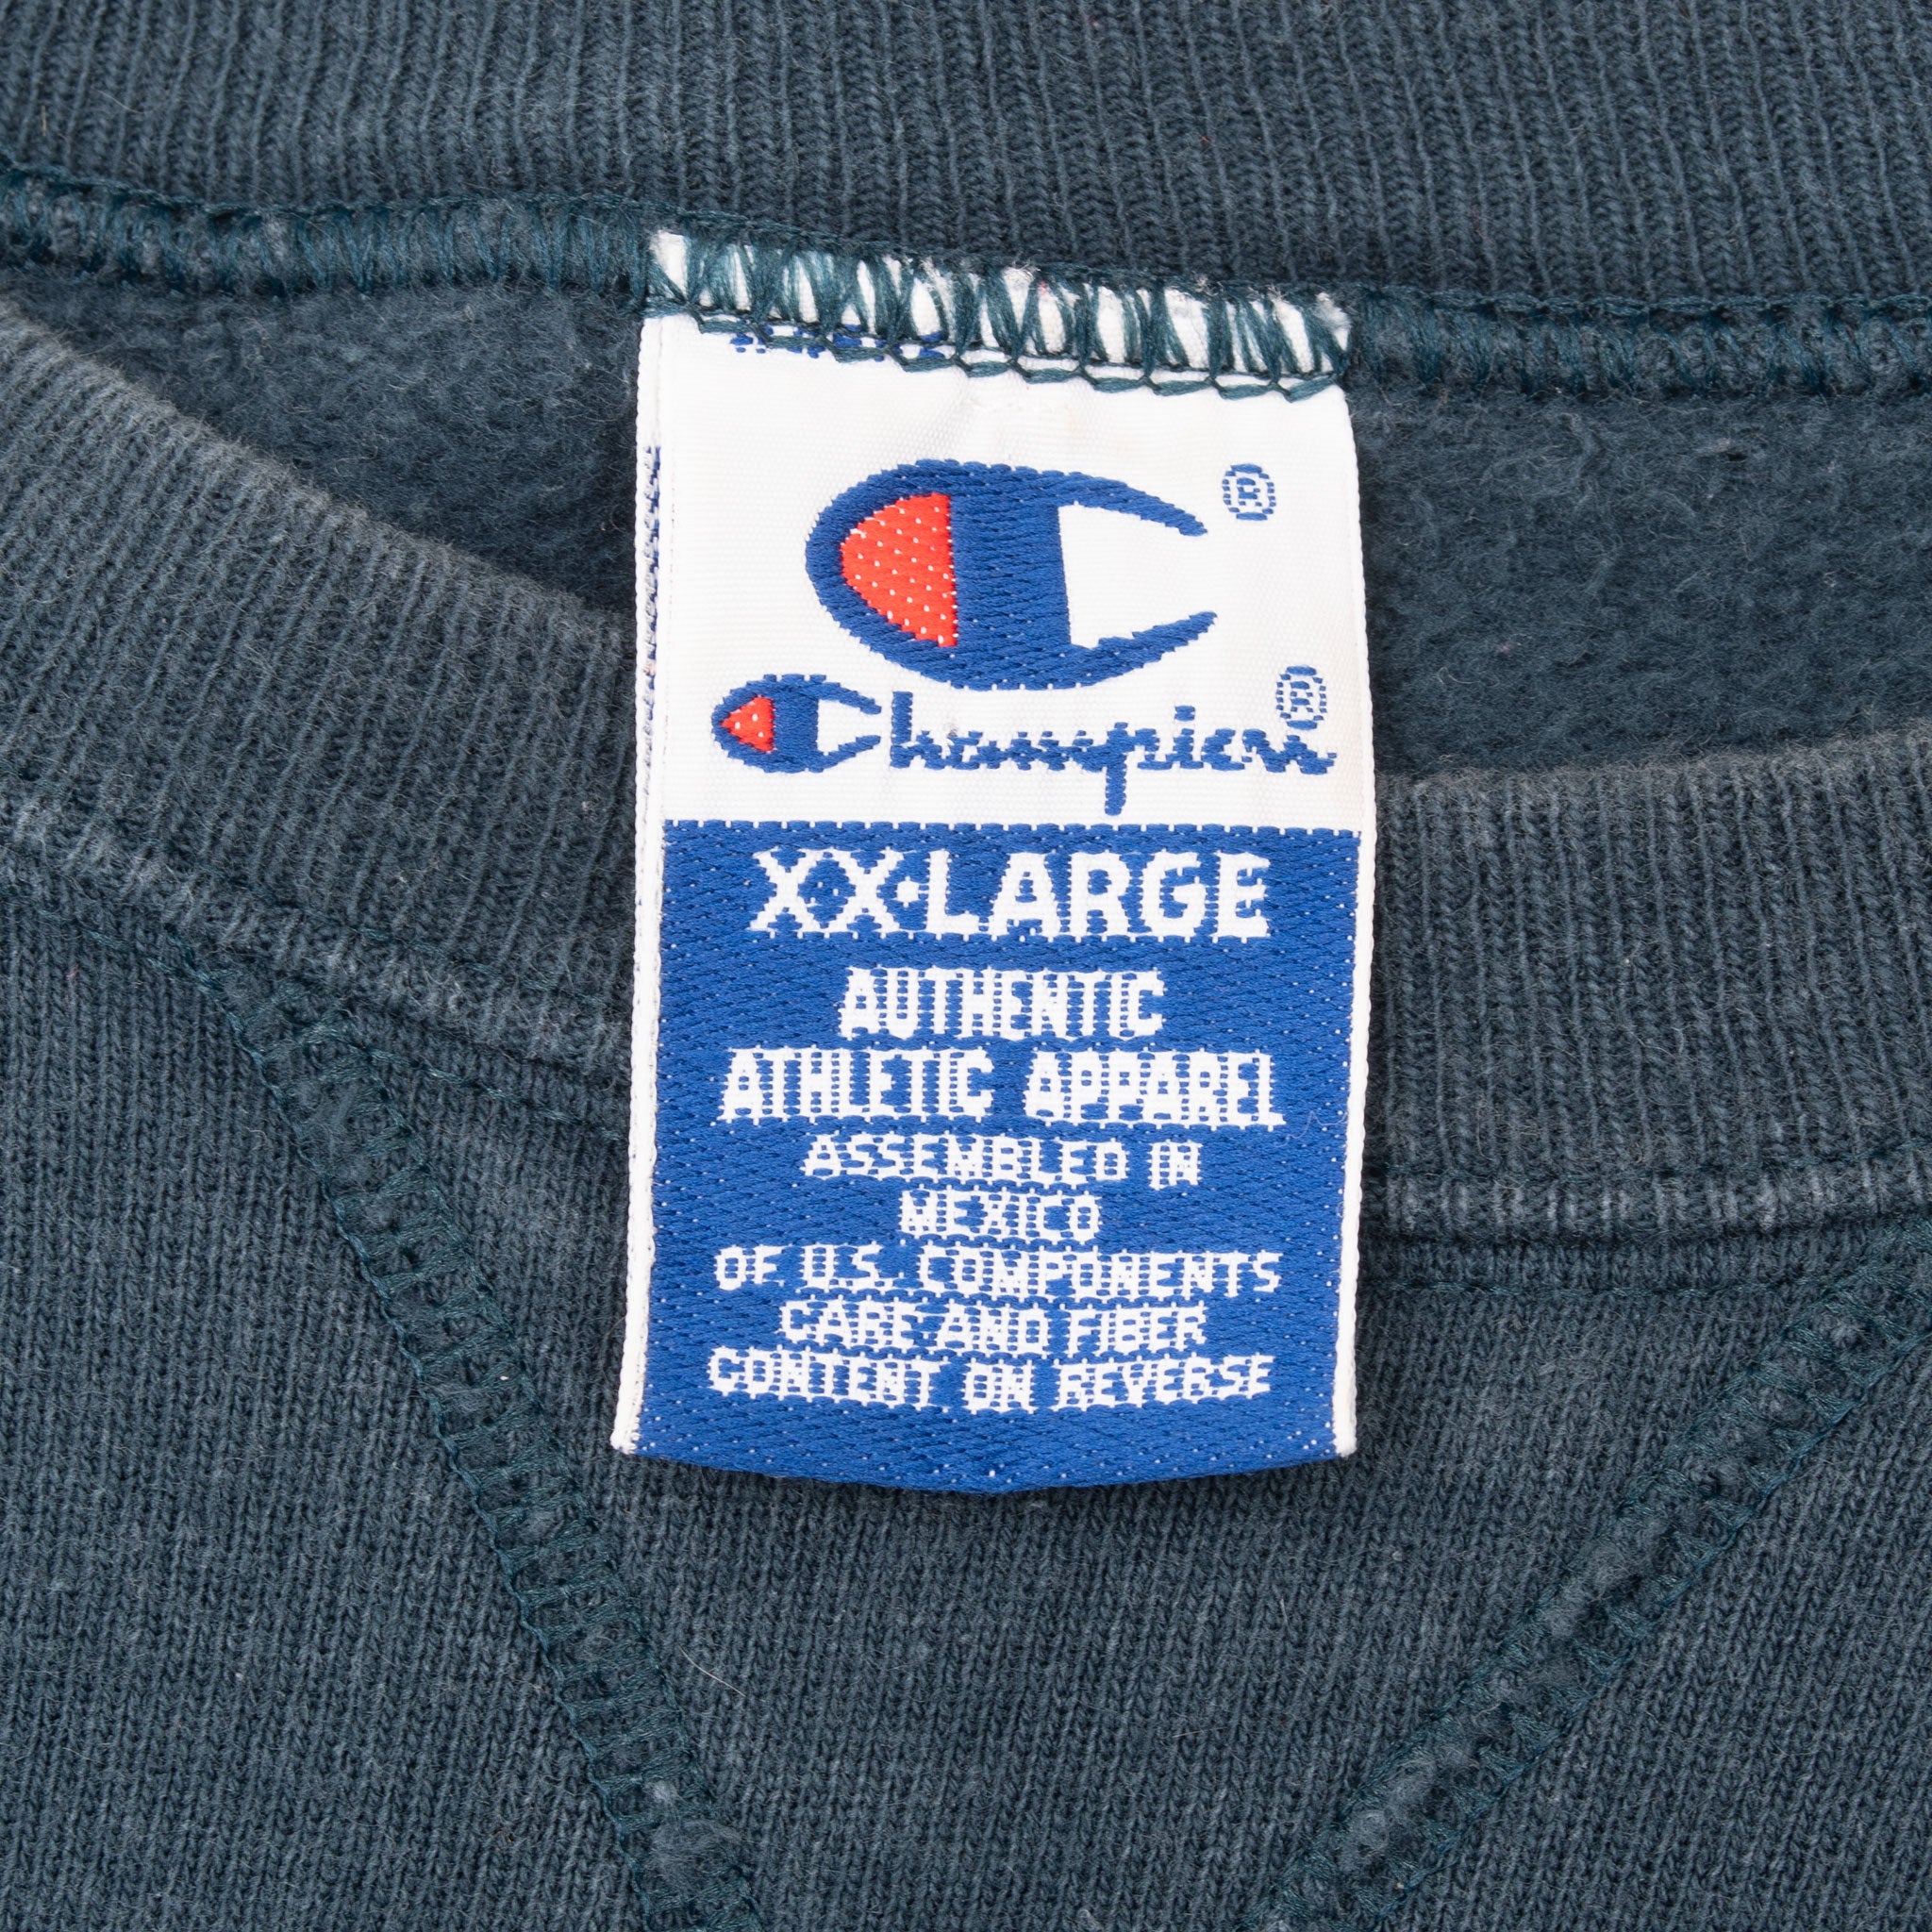 ®
Champion®
XX-LARGE
AUTHENTIC
ATHLETIC APPAREL
ASSEMBLED IN
MEXICO
OF U.S. COMPONENTS
CARE AND FIBER
CONTENT ON REVERSE